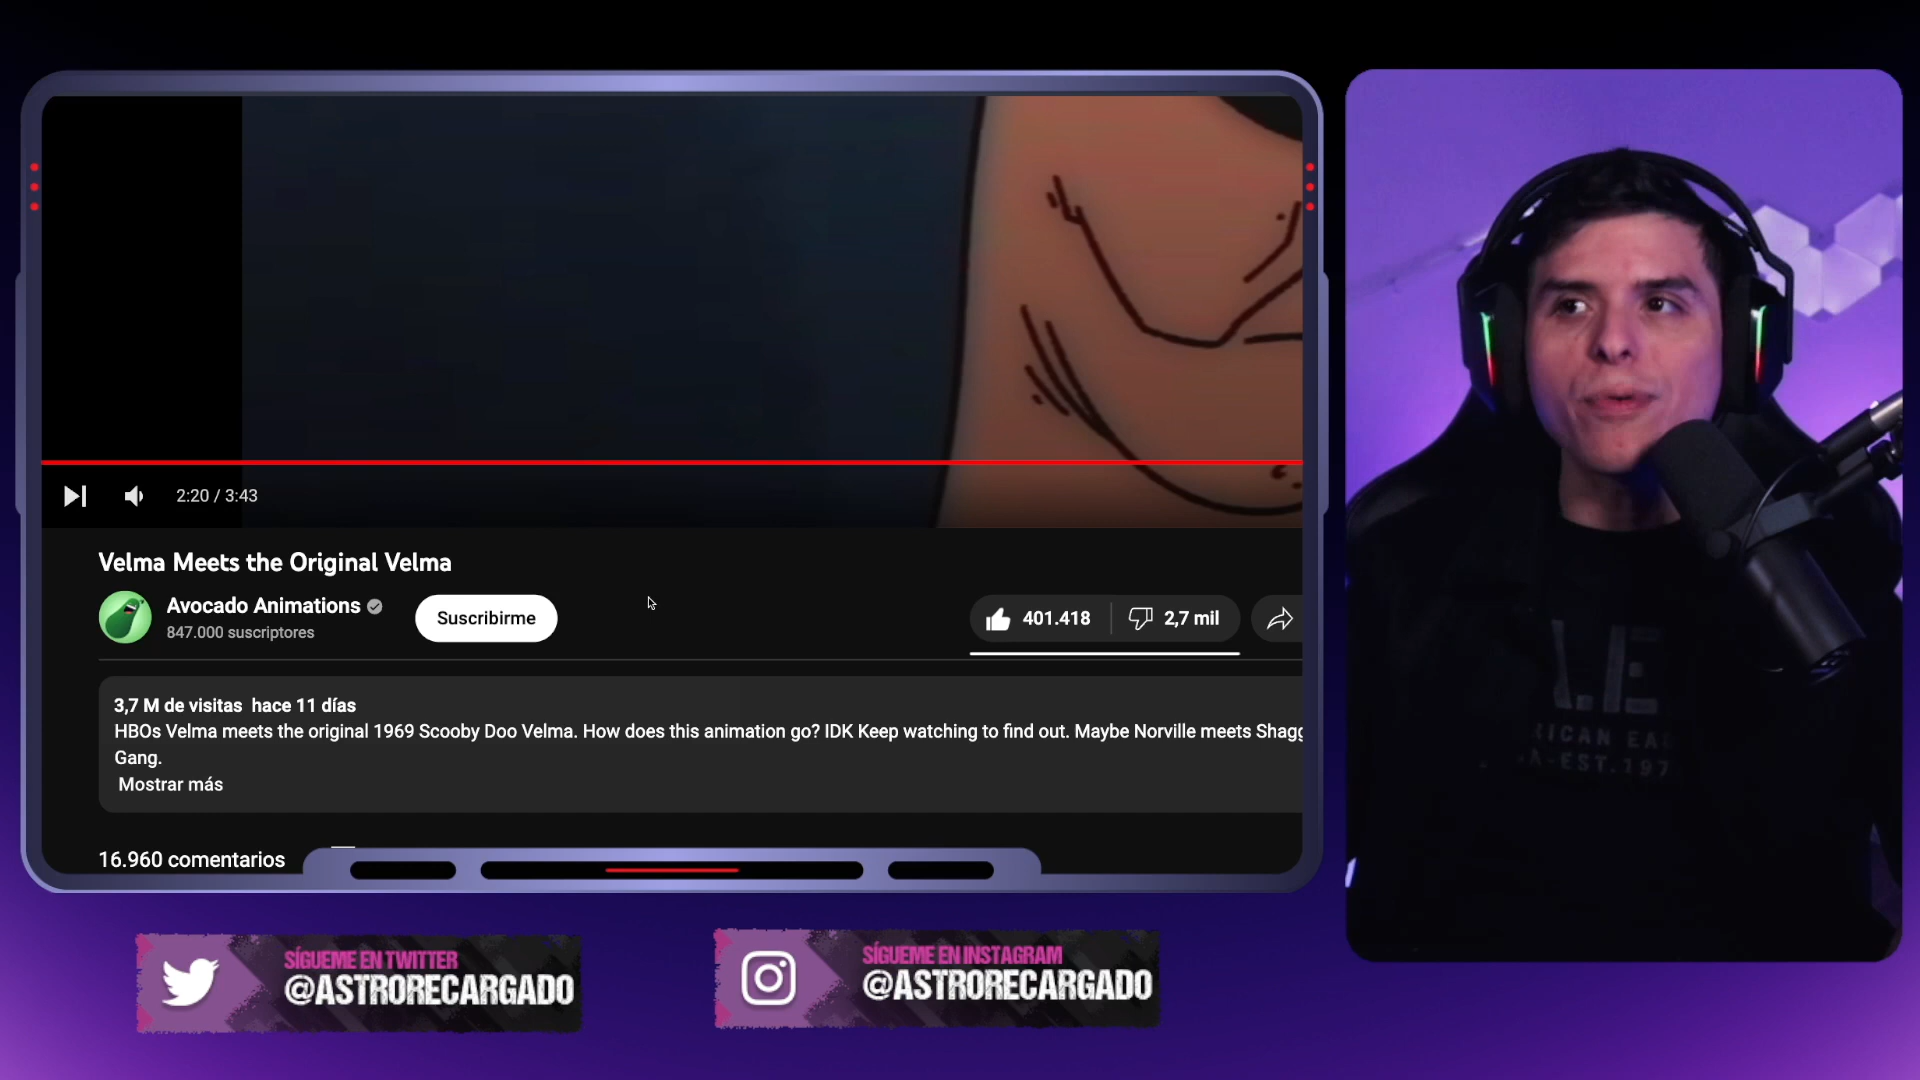 2:20 / 3:43
Velma Meets the Original Velma
Avocado Animations
847.000 suscriptores
Suscribirme
401.418
2,7 mil
3,7 M de visitas hace 11 días
HBOs Velma meets the original 1969 Scooby Doo Velma. How does this animation go? IDK Keep watching to find out. Maybe Norville meets Shagg
Gang.
Mostrar más
16.960 comentarios
SÍGUEME EN TWITTER
@ASTRORECARGADO
SÍGUEME EN INSTAGRAM
@ASTRORECARGADO